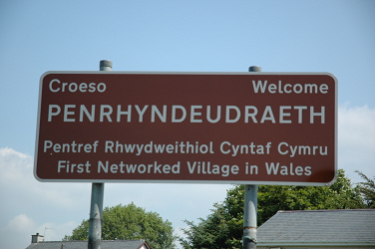 Croeso Welcome
PENRHYNDEUDRAETH
Pentref Rhwydweithiol Cyntaf Cymru
First Networked Village in Wales